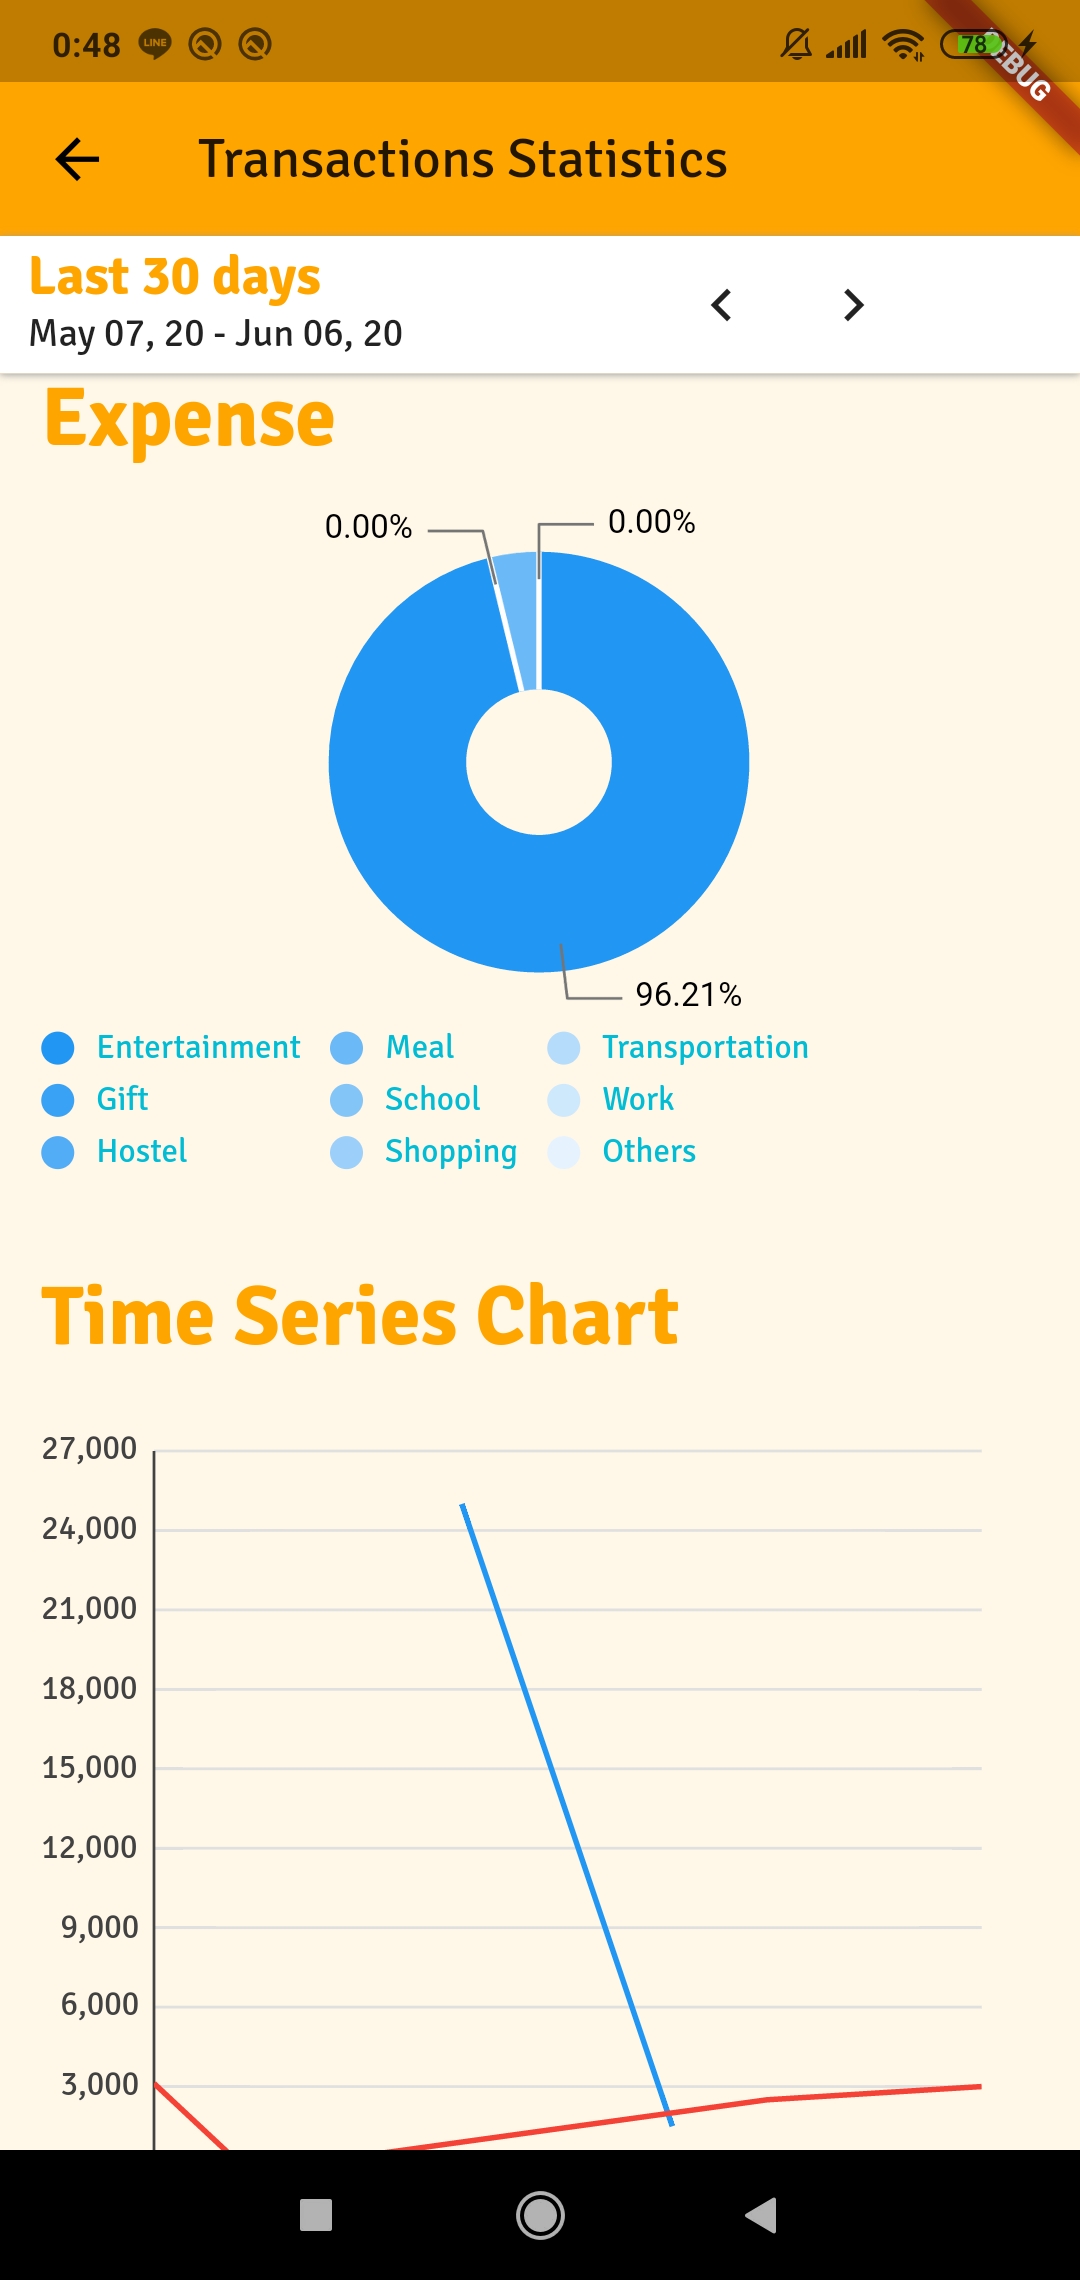 0:48 LINE 78 DEBUG
Transactions Statistics
Last 30 days
May 07, 20 - Jun 06, 20
Expense
0.00% 0.00%
96.21%
Entertainment Meal Transportation
Gift School Work
Hostel Shopping Others
Time Series Chart
27,000
24,000
21,000
18,000
15,000
12,000
9,000
6,000
3,000